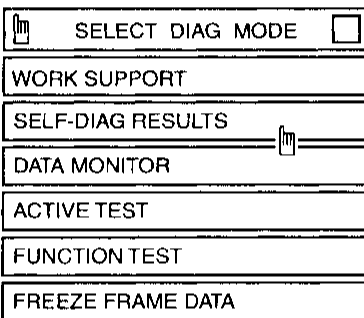 SELECT DIAG MODE
WORK SUPPORT
SELF-DIAG RESULTS
DATA MONITOR
ACTIVE TEST
FUNCTION TEST
FREEZE FRAME DATA